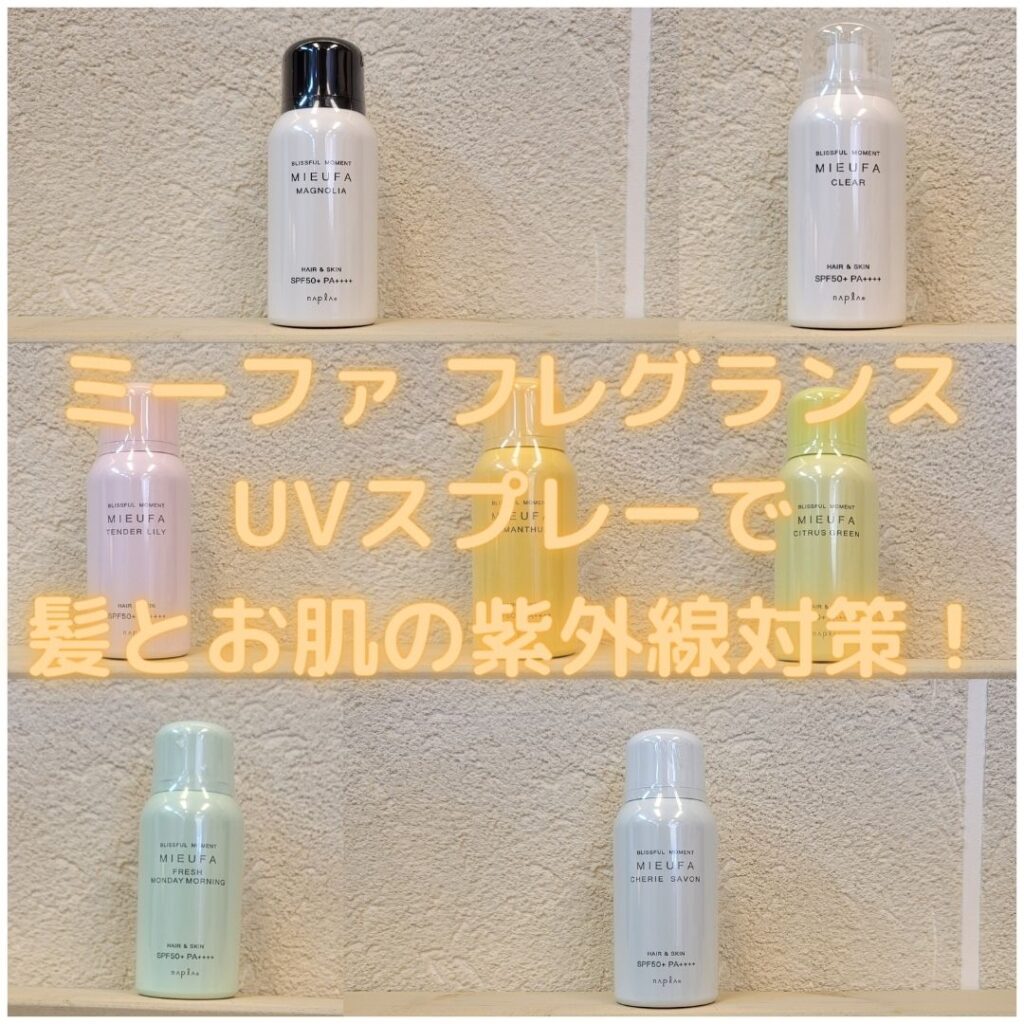 BLISSFUL MOMENT
MIEUFA
MAGNOLIA
HAIR & SKIN
SPF50+ PA++++
napla
BLISSFUL MOMENT
MIEUFA
CLEAR
HAIR & SKIN
SPF50+ PA++++
napla
ミーファ フレグランス
UVスプレーで
髪とお肌の紫外線対策！
BLISSFUL MOMENT
MIEUFA
TENDER LILY
MIEUFA
BLISSFUL MOMENT
MIEUFA
CITRUS GREEN
BLISSFUL MOMENT
MIEUFA
FRESH
MONDAY MORNING
HAIR & SKIN
SPF50+ PA++++
napla
BLISSFUL MOMENT
MIEUFA
CHERIE SAVON
HAIR & SKIN
SPF50+ PA++++
napla